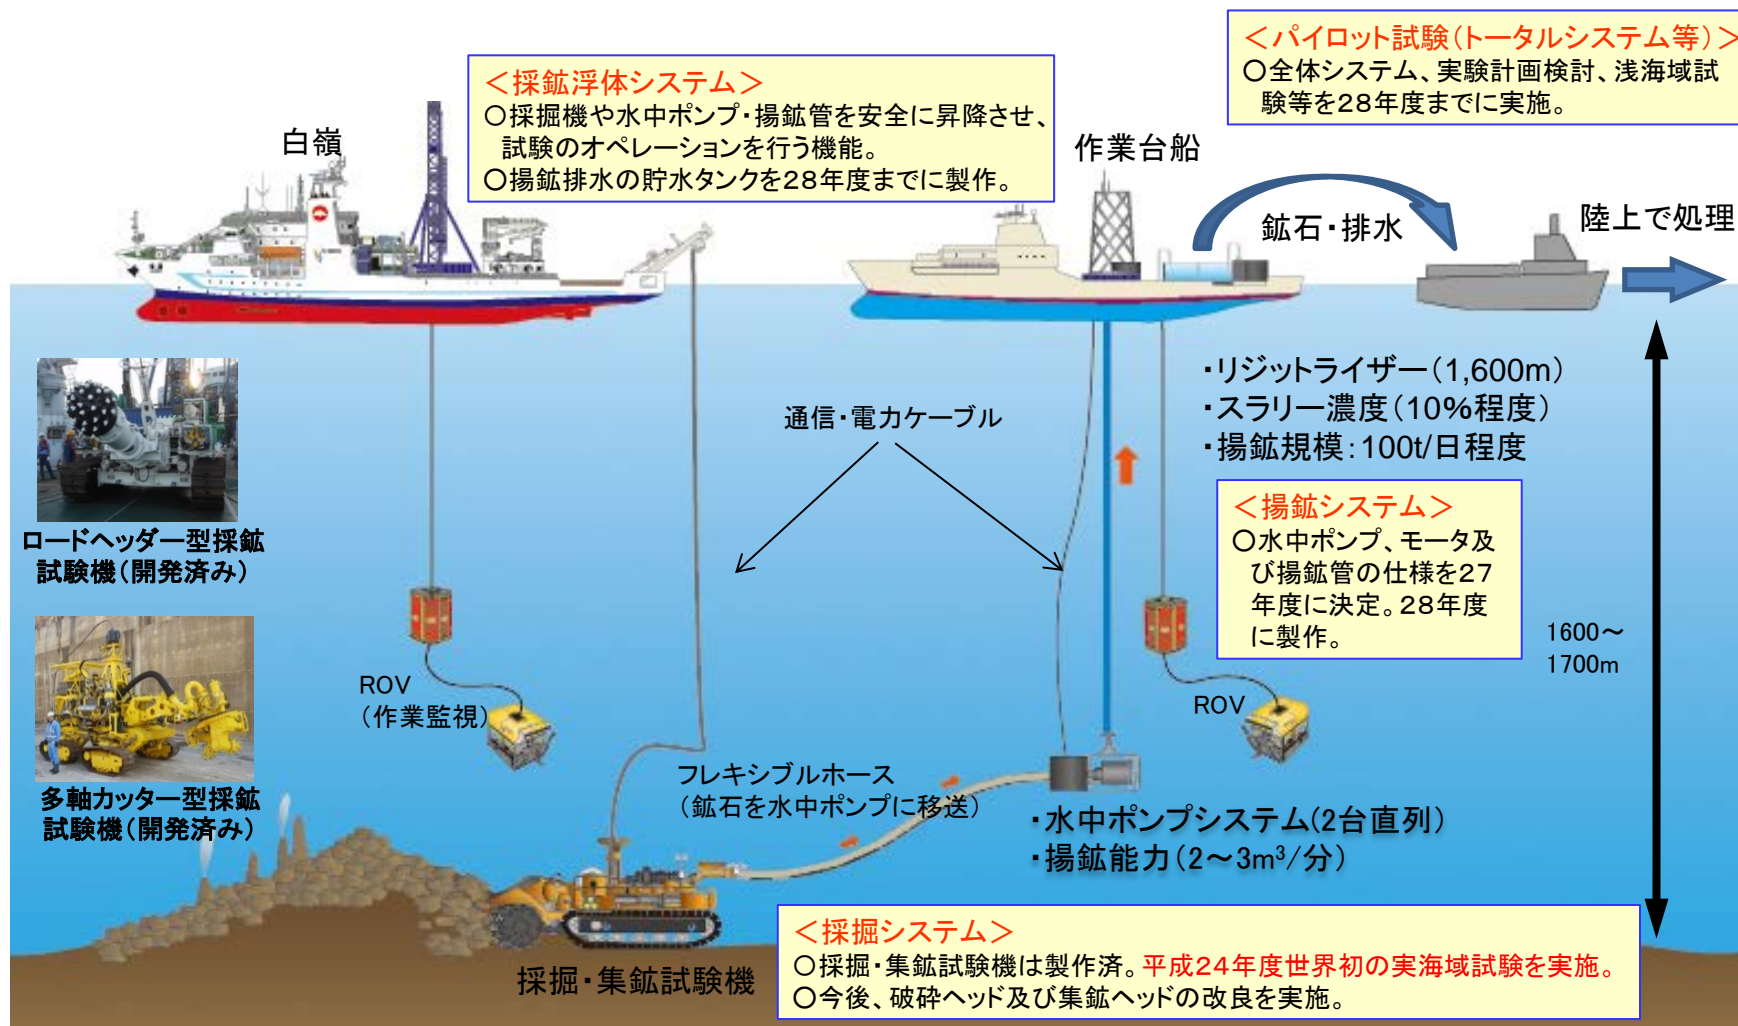 ＜パイロット試験（トータルシステム等）＞
○全体システム、実験計画検討、浅海域試
験等を28年度までに実施。
＜採鉱浮体システム＞
○採掘機や水中ポンプ・揚鉱管を安全に昇降させ、
試験のオペレーションを行う機能。
○揚鉱排水の貯水タンクを28年度までに製作。
白嶺
作業台船
鉱石・排水
陸上で処理
・リジットライザー（1,600m）
・スラリー濃度（10%程度）
・揚鉱規模：100t/日程度
通信・電力ケーブル
＜揚鉱システム＞
○水中ポンプ、モータ及
び揚鉱管の仕様を27
年度に決定。28年度
に製作。
1600～
1700m
ロードヘッダー型採鉱
試験機（開発済み）
多軸カッター型採鉱
試験機（開発済み）
ROV
（作業監視）
ROV
フレキシブルホース
（鉱石を水中ポンプに移送）
・水中ポンプシステム（2台直列）
・揚鉱能力（2～3m³/分）
採掘・集鉱試験機
＜採掘システム＞
○採掘・集鉱試験機は製作済。平成24年度世界初の実海域試験を実施。
○今後、破砕ヘッド及び集鉱ヘッドの改良を実施。